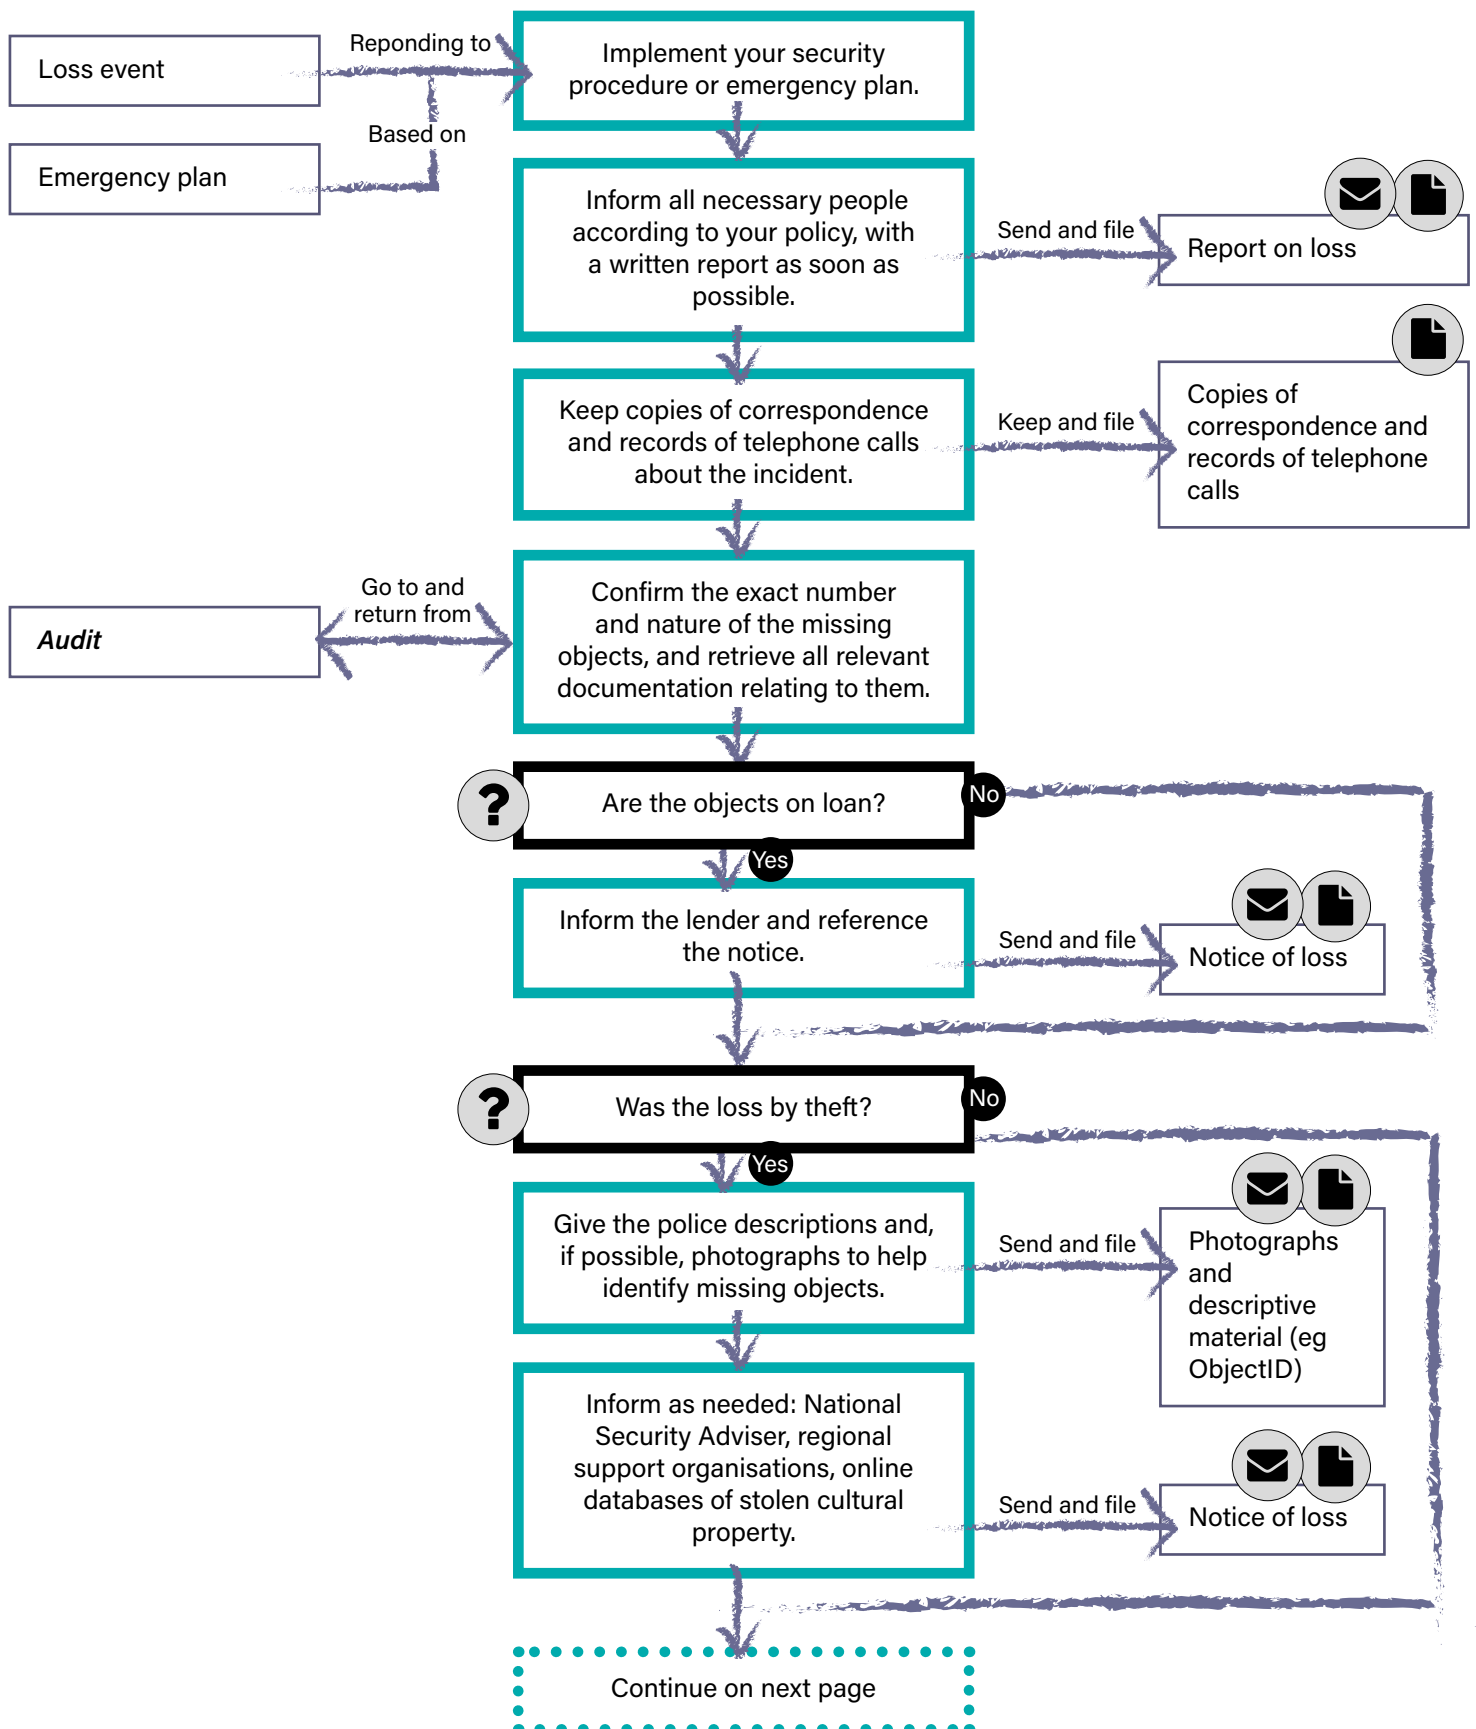 Loss event
Reponding to
Implement your security
procedure or emergency plan.
Based on
Emergency plan
Inform all necessary people
according to your policy, with
a written report as soon as
possible.
Send and file
Report on loss
Keep copies of correspondence
and records of telephone calls
about the incident.
Keep and file
Copies of
correspondence and
records of telephone
calls
Audit
Go to and
return from
Confirm the exact number
and nature of the missing
objects, and retrieve all relevant
documentation relating to them.
?
Are the objects on loan?
No
Yes
Inform the lender and reference
the notice.
Send and file
Notice of loss
?
Was the loss by theft?
No
Yes
Give the police descriptions and,
if possible, photographs to help
identify missing objects.
Send and file
Photographs
and
descriptive
material (eg
ObjectID)
Inform as needed: National
Security Adviser, regional
support organisations, online
databases of stolen cultural
property.
Send and file
Notice of loss
Continue on next page